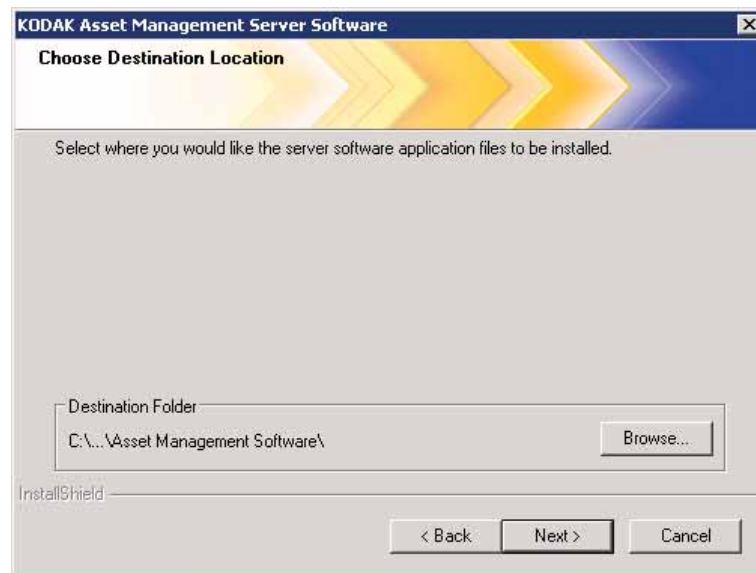 KODAK Asset Management Server Software
Choose Destination Location
Select where you would like the server software application files to be installed.
Destination Folder
C:\...\Asset Management Software\
Browse...
InstallShield
< Back
Next >
Cancel